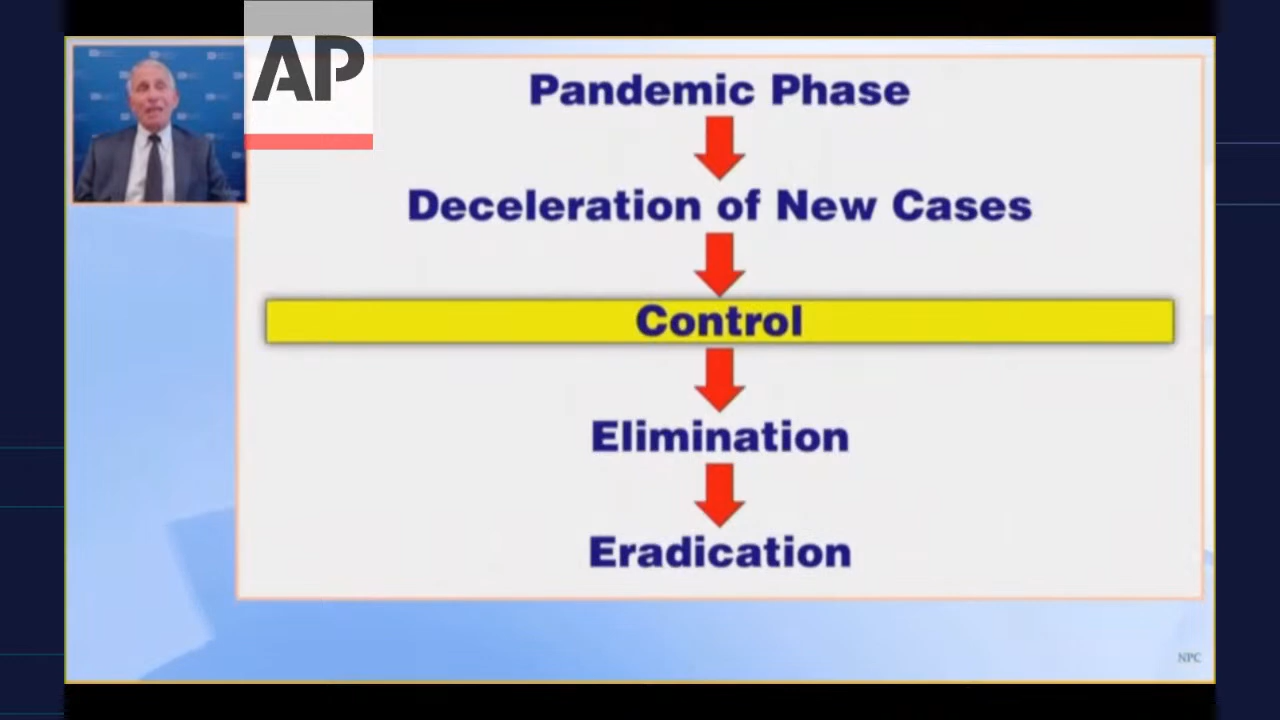 AP
Pandemic Phase
Deceleration of New Cases
Control
Elimination
Eradication
NPC